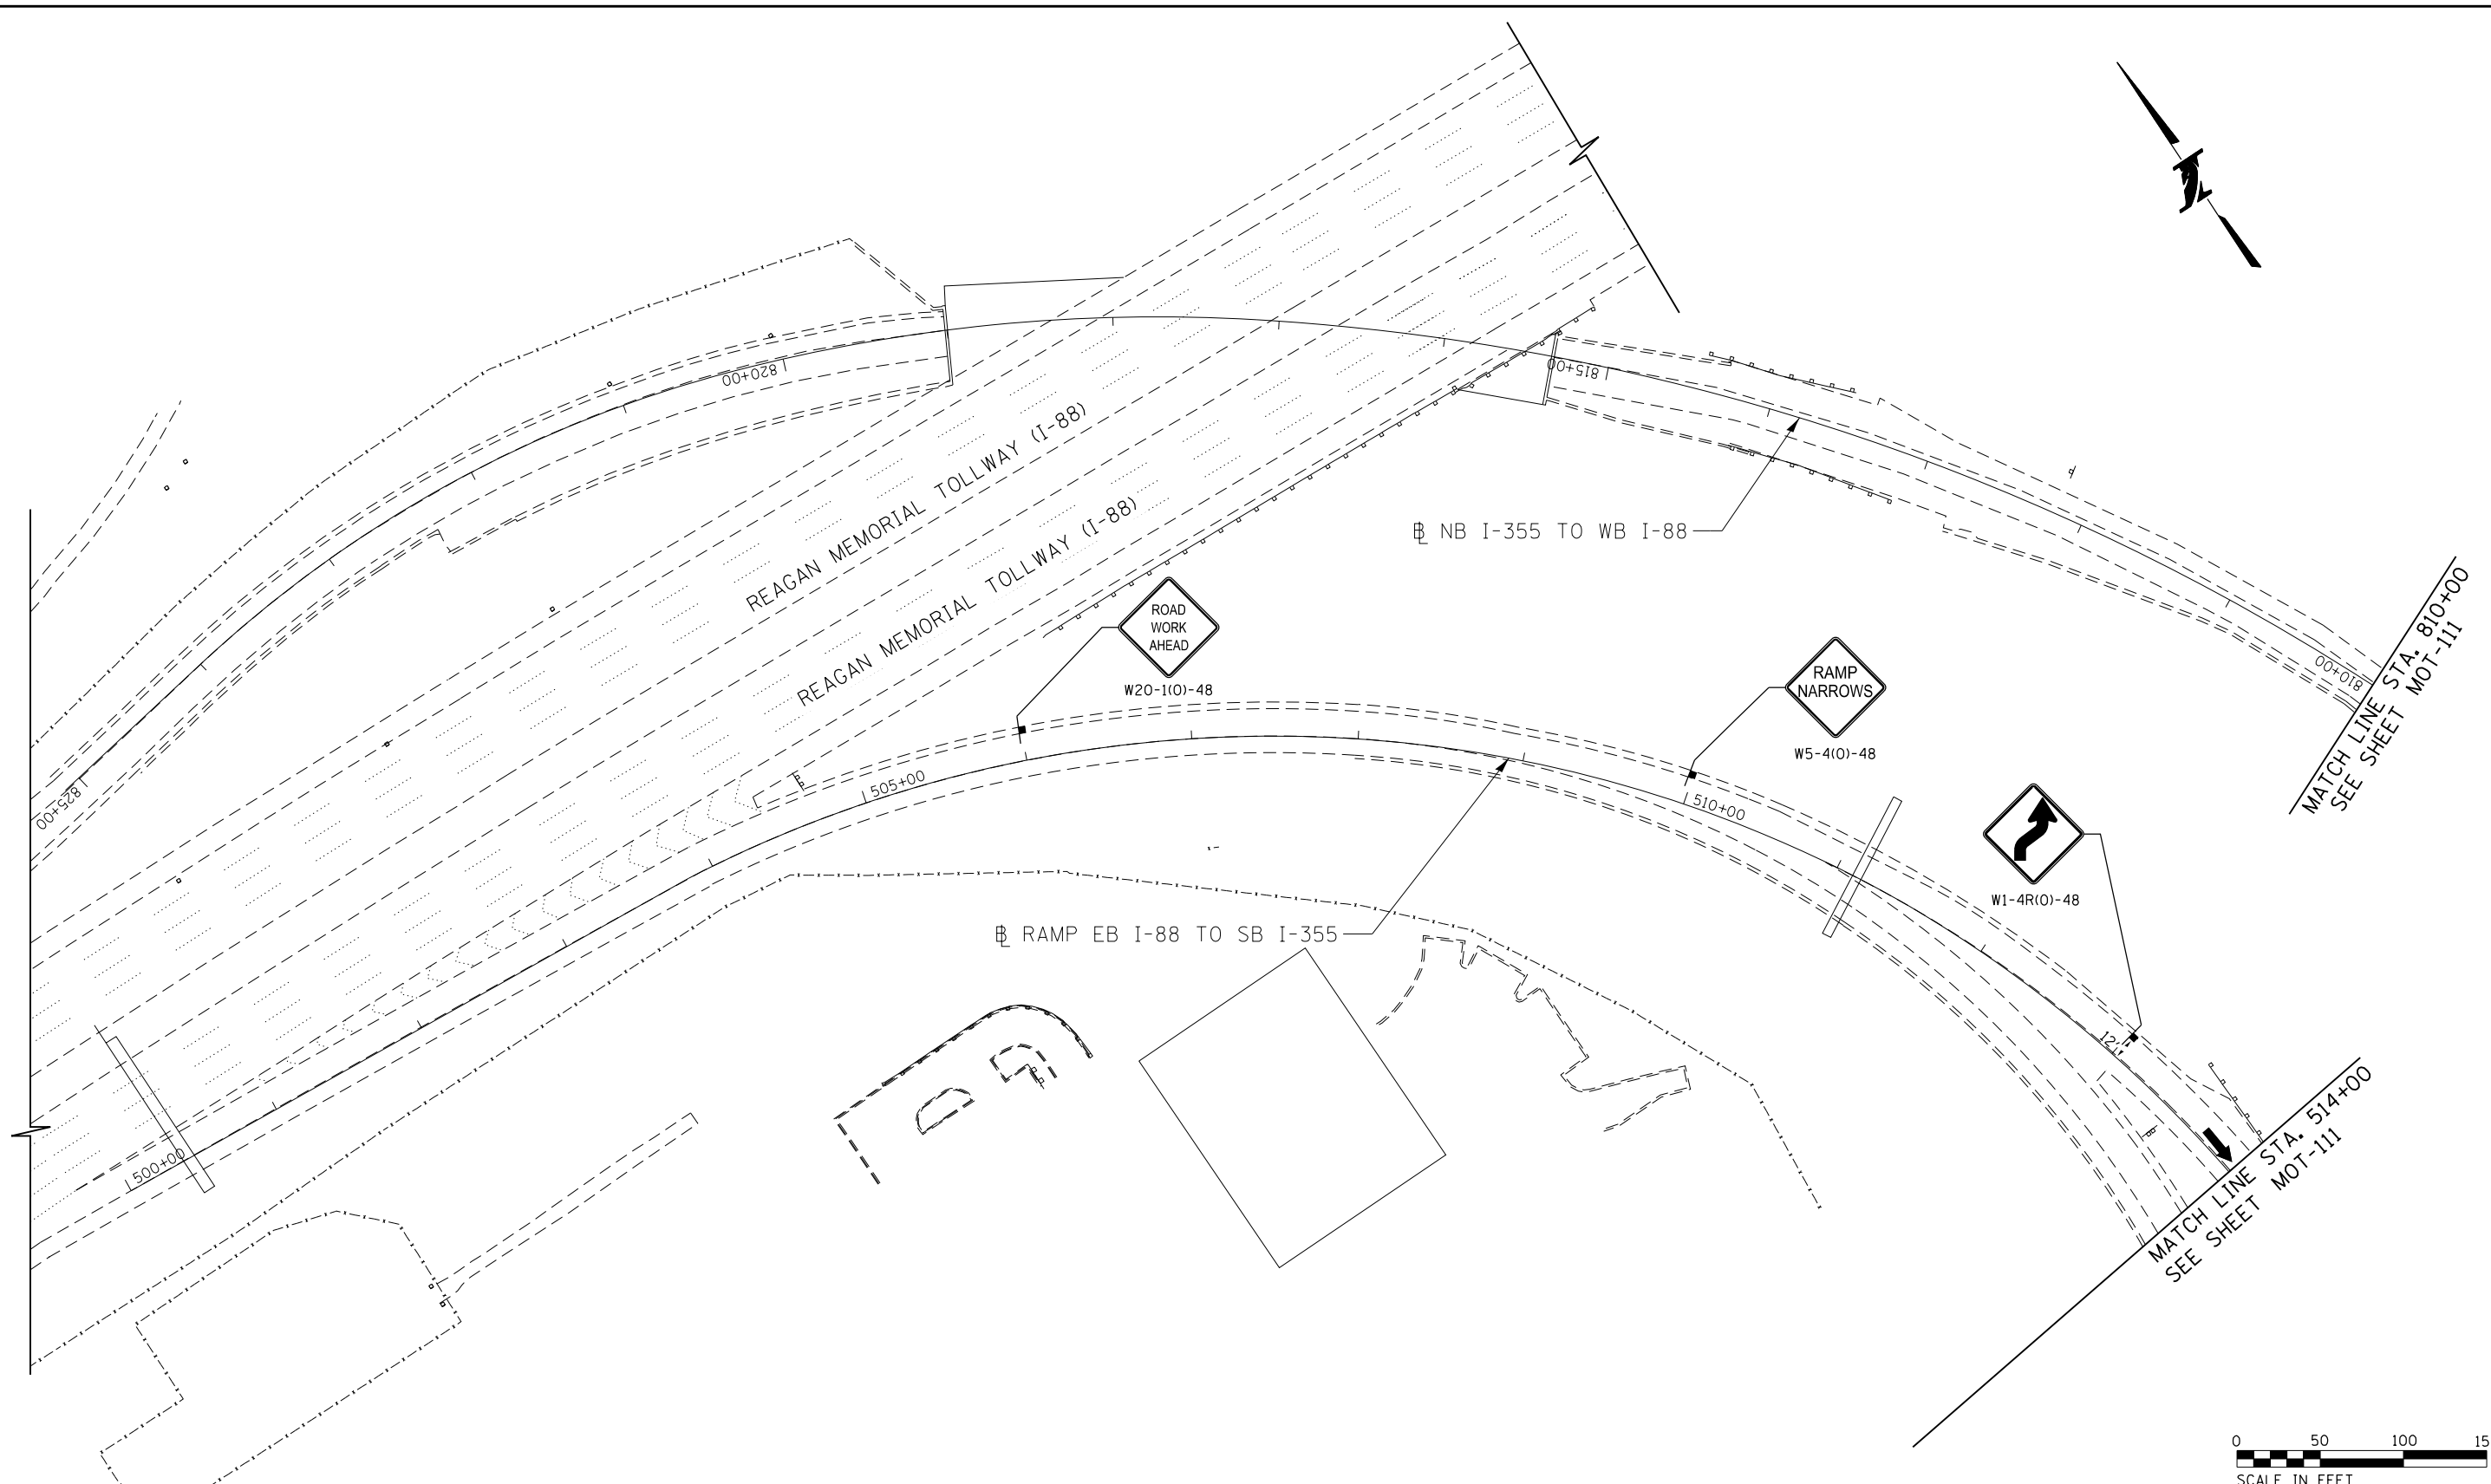 820+00
815+00
REAGAN MEMORIAL TOLLWAY (I-88)
REAGAN MEMORIAL TOLLWAY (I-88)
℄ NB I-355 TO WB I-88
ROAD
WORK
AHEAD
W20-1(O)-48
RAMP
NARROWS
W5-4(O)-48
810+00
MATCH LINE STA. 810+00
SEE SHEET MOT-111
825+00
505+00
510+00
W1-4R(O)-48
℄ RAMP EB I-88 TO SB I-355
12'
500+00
MATCH LINE STA. 514+00
SEE SHEET MOT-111
0 50 100 15
SCALE IN FEET